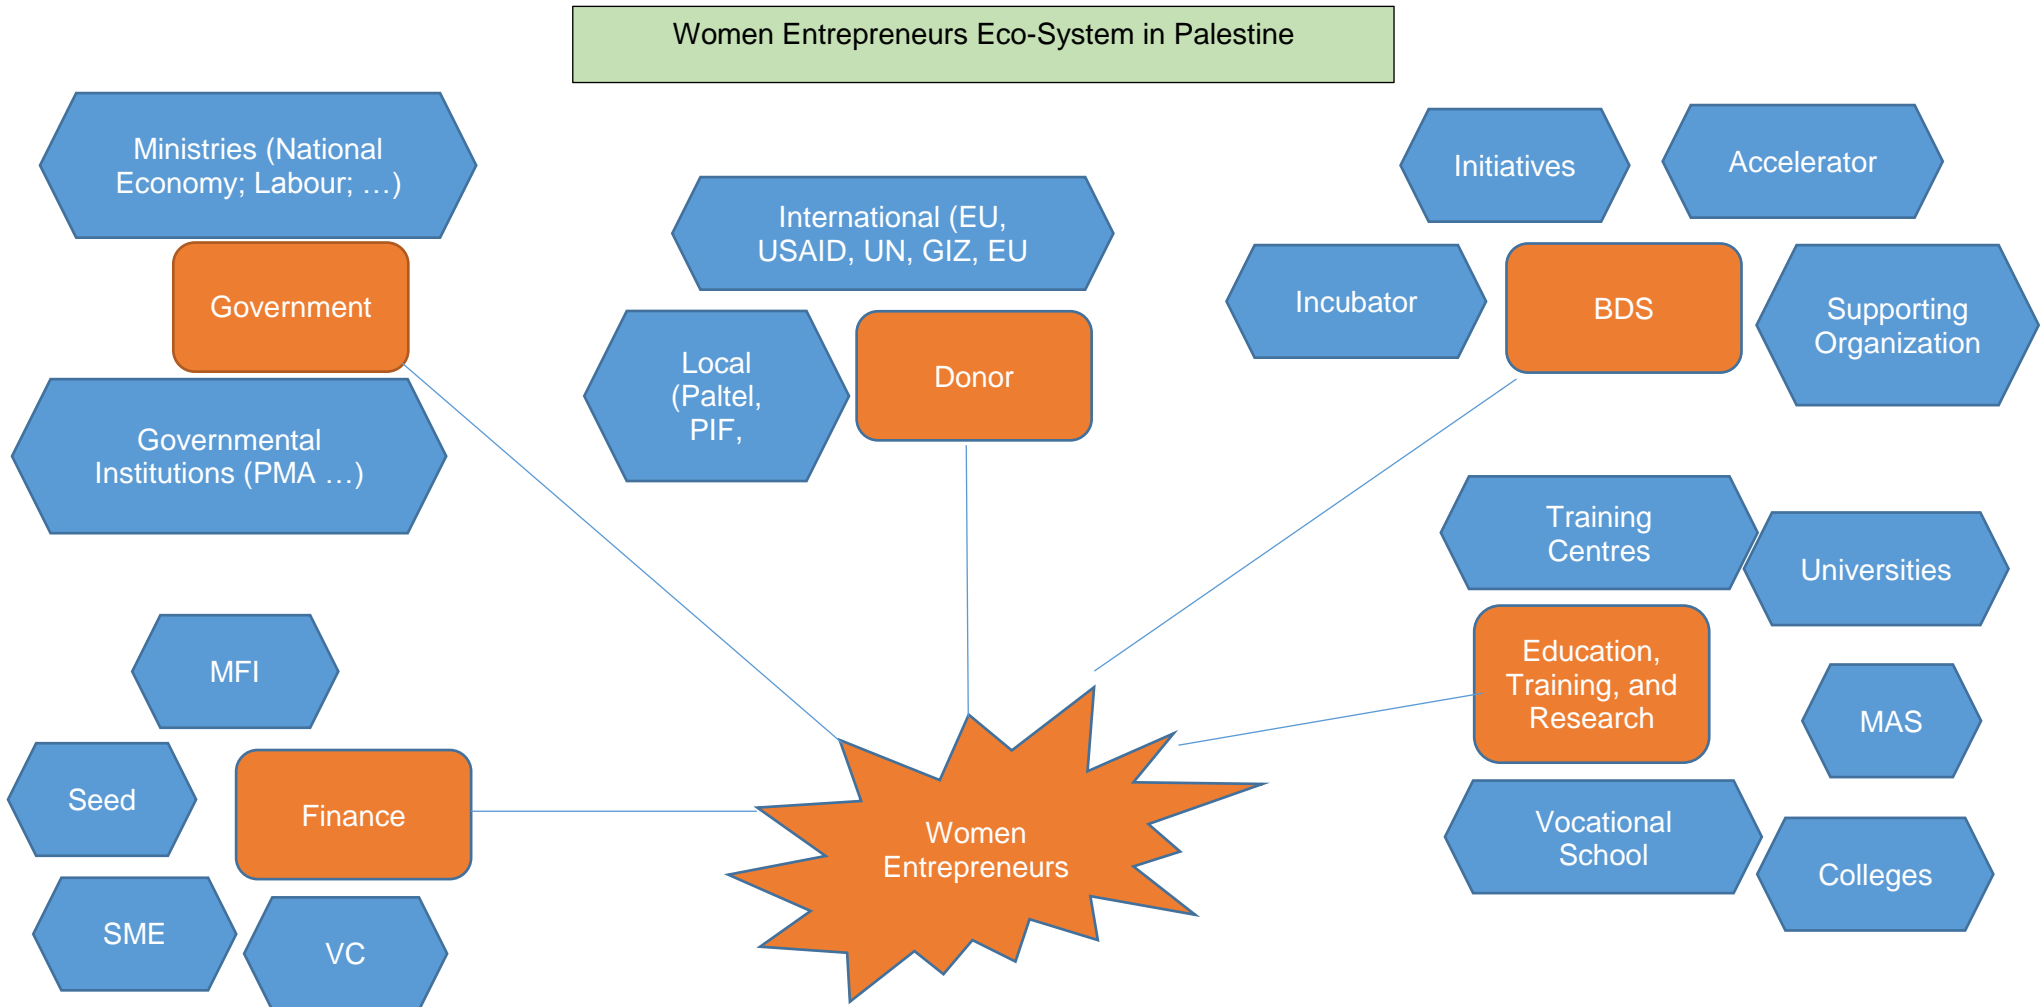 Women Entrepreneurs Eco-System in Palestine
Ministries (National
Economy; Labour; …)
Government
Governmental
Institutions (PMA …)
International (EU,
USAID, UN, GIZ, EU
Local
(Paltel,
PIF,
Donor
Initiatives
Accelerator
Incubator
BDS
Supporting
Organization
Training
Centres
Universities
Education,
Training, and
Research
MAS
Vocational
School
Colleges
MFI
Seed
Finance
SME
VC
Women
Entrepreneurs